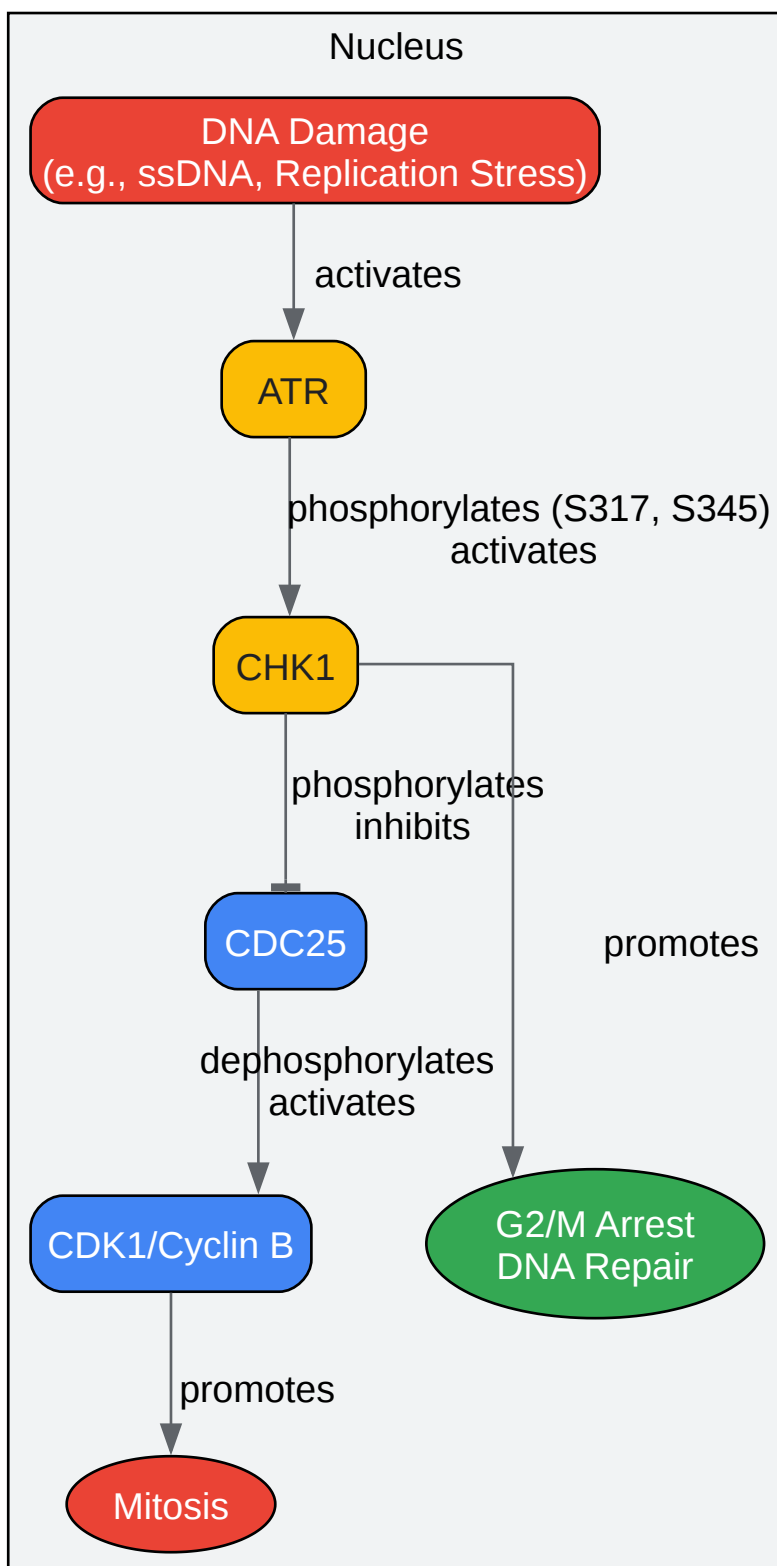 Nucleus
DNA Damage
(e.g., ssDNA, Replication Stress)
activates
ATR
phosphorylates (S317, S345)
activates
CHK1
phosphorylates
inhibits
CDC25
promotes
dephosphorylates
activates
CDK1/Cyclin B
G2/M Arrest
DNA Repair
promotes
Mitosis